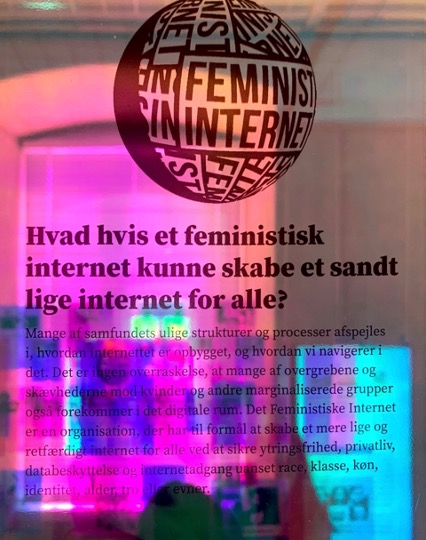 FEMINIST
INTERNET
Hvad hvis et feministisk
internet kunne skabe et sandt
lige internet for alle?
Mange af samfundets ulige strukturer og processer afspejles
i, hvordan internettet er opbygget, og hvordan vi navigerer i
det. Det er ingen overraskelse, at mange af overgrebene og
skævhederne mod kvinder og andre marginaliserede grupper
også forekommer i det digitale rum. Det Feministiske Internet
er en organisation, der har til formål at skabe et mere lige og
retfærdigt internet for alle ved at sikre ytringsfrihed, privatliv,
databeskyttelse og internetadgang uanset race, klasse, køn,
identitet, alder, tro eller evner.